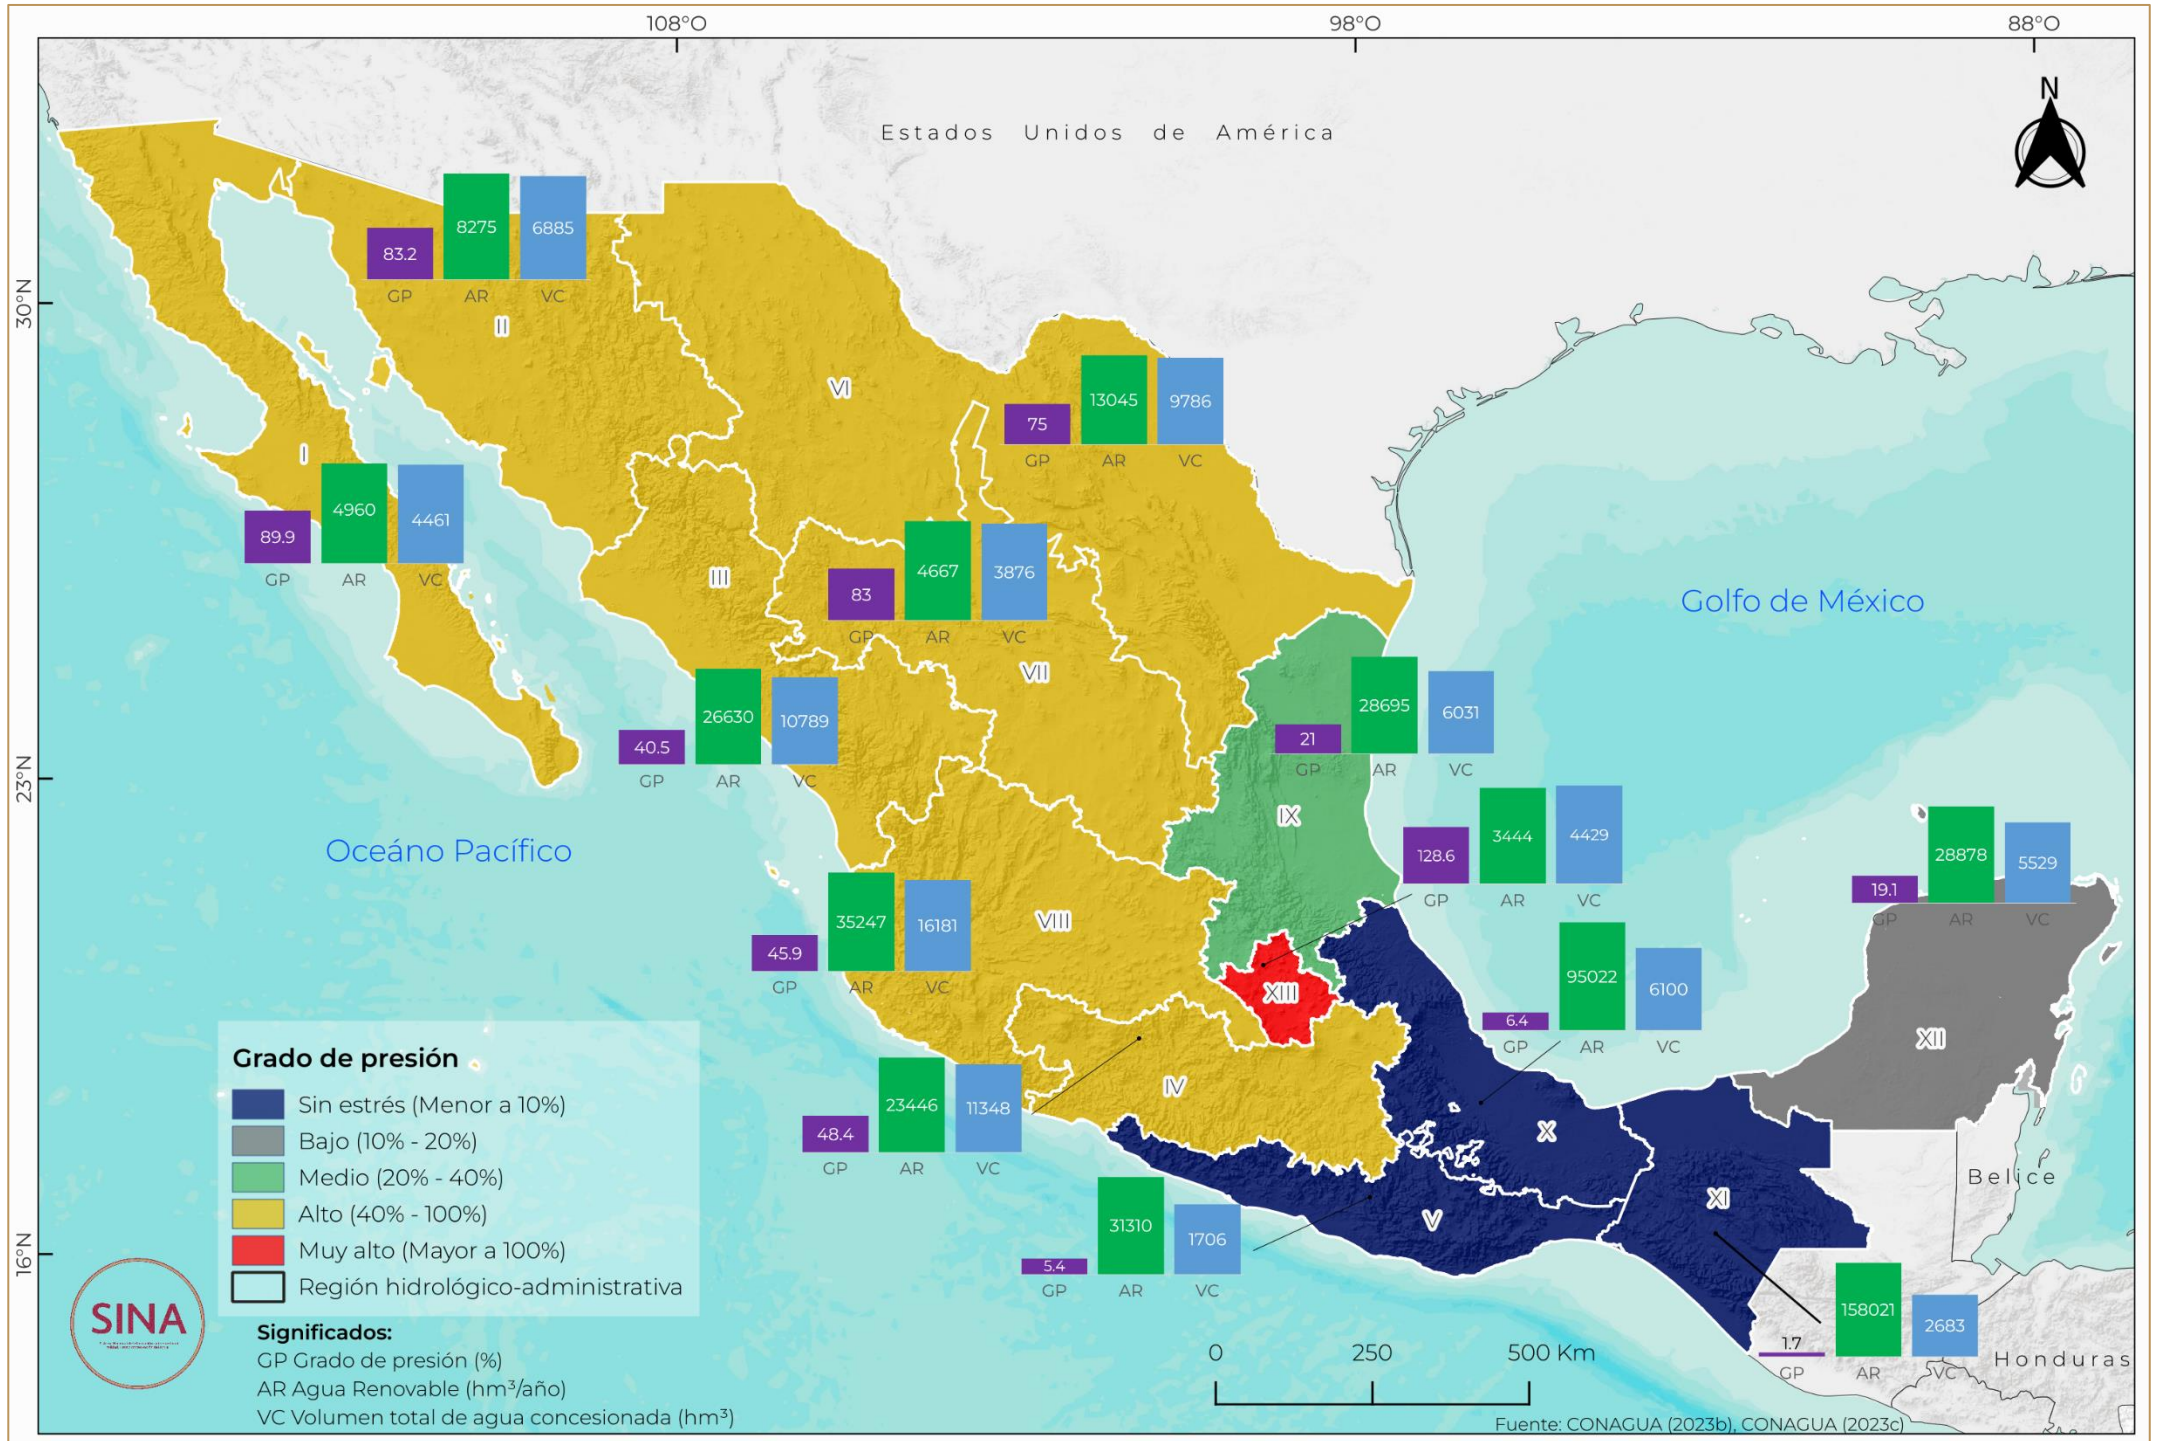 108°O
98°O
88°O
N
Estados Unidos de América
30°N
23°N
16°N
83.2
8275
6885
GP
AR
VC
II
VI
75
13045
9786
GP
AR
VC
I
89.9
4960
4461
GP
AR
VC
III
83
4667
3876
GP
AR
VC
VII
Golfo de México
40.5
26630
10789
GP
AR
VC
21
28695
6031
GP
AR
VC
IX
Oceáno Pacífico
128.6
3444
4429
GP
AR
VC
19.1
28878
5529
GP
AR
VC
45.9
35247
16181
GP
AR
VC
VIII
XIII
6.4
95022
6100
GP
AR
VC
XII
48.4
23446
11348
GP
AR
VC
IV
X
Belice
5.4
31310
1706
GP
AR
VC
V
XI
1.7
158021
2683
GP
AR
VC
Honduras
Grado de presión
Sin estrés (Menor a 10%)
Bajo (10% - 20%)
Medio (20% - 40%)
Alto (40% - 100%)
Muy alto (Mayor a 100%)
Región hidrológico-administrativa
SINA
Significados:
GP Grado de presión (%)
AR Agua Renovable (hm³/año)
VC Volumen total de agua concesionada (hm³)
0 250 500 Km
Fuente: CONAGUA (2023b), CONAGUA (2023c)